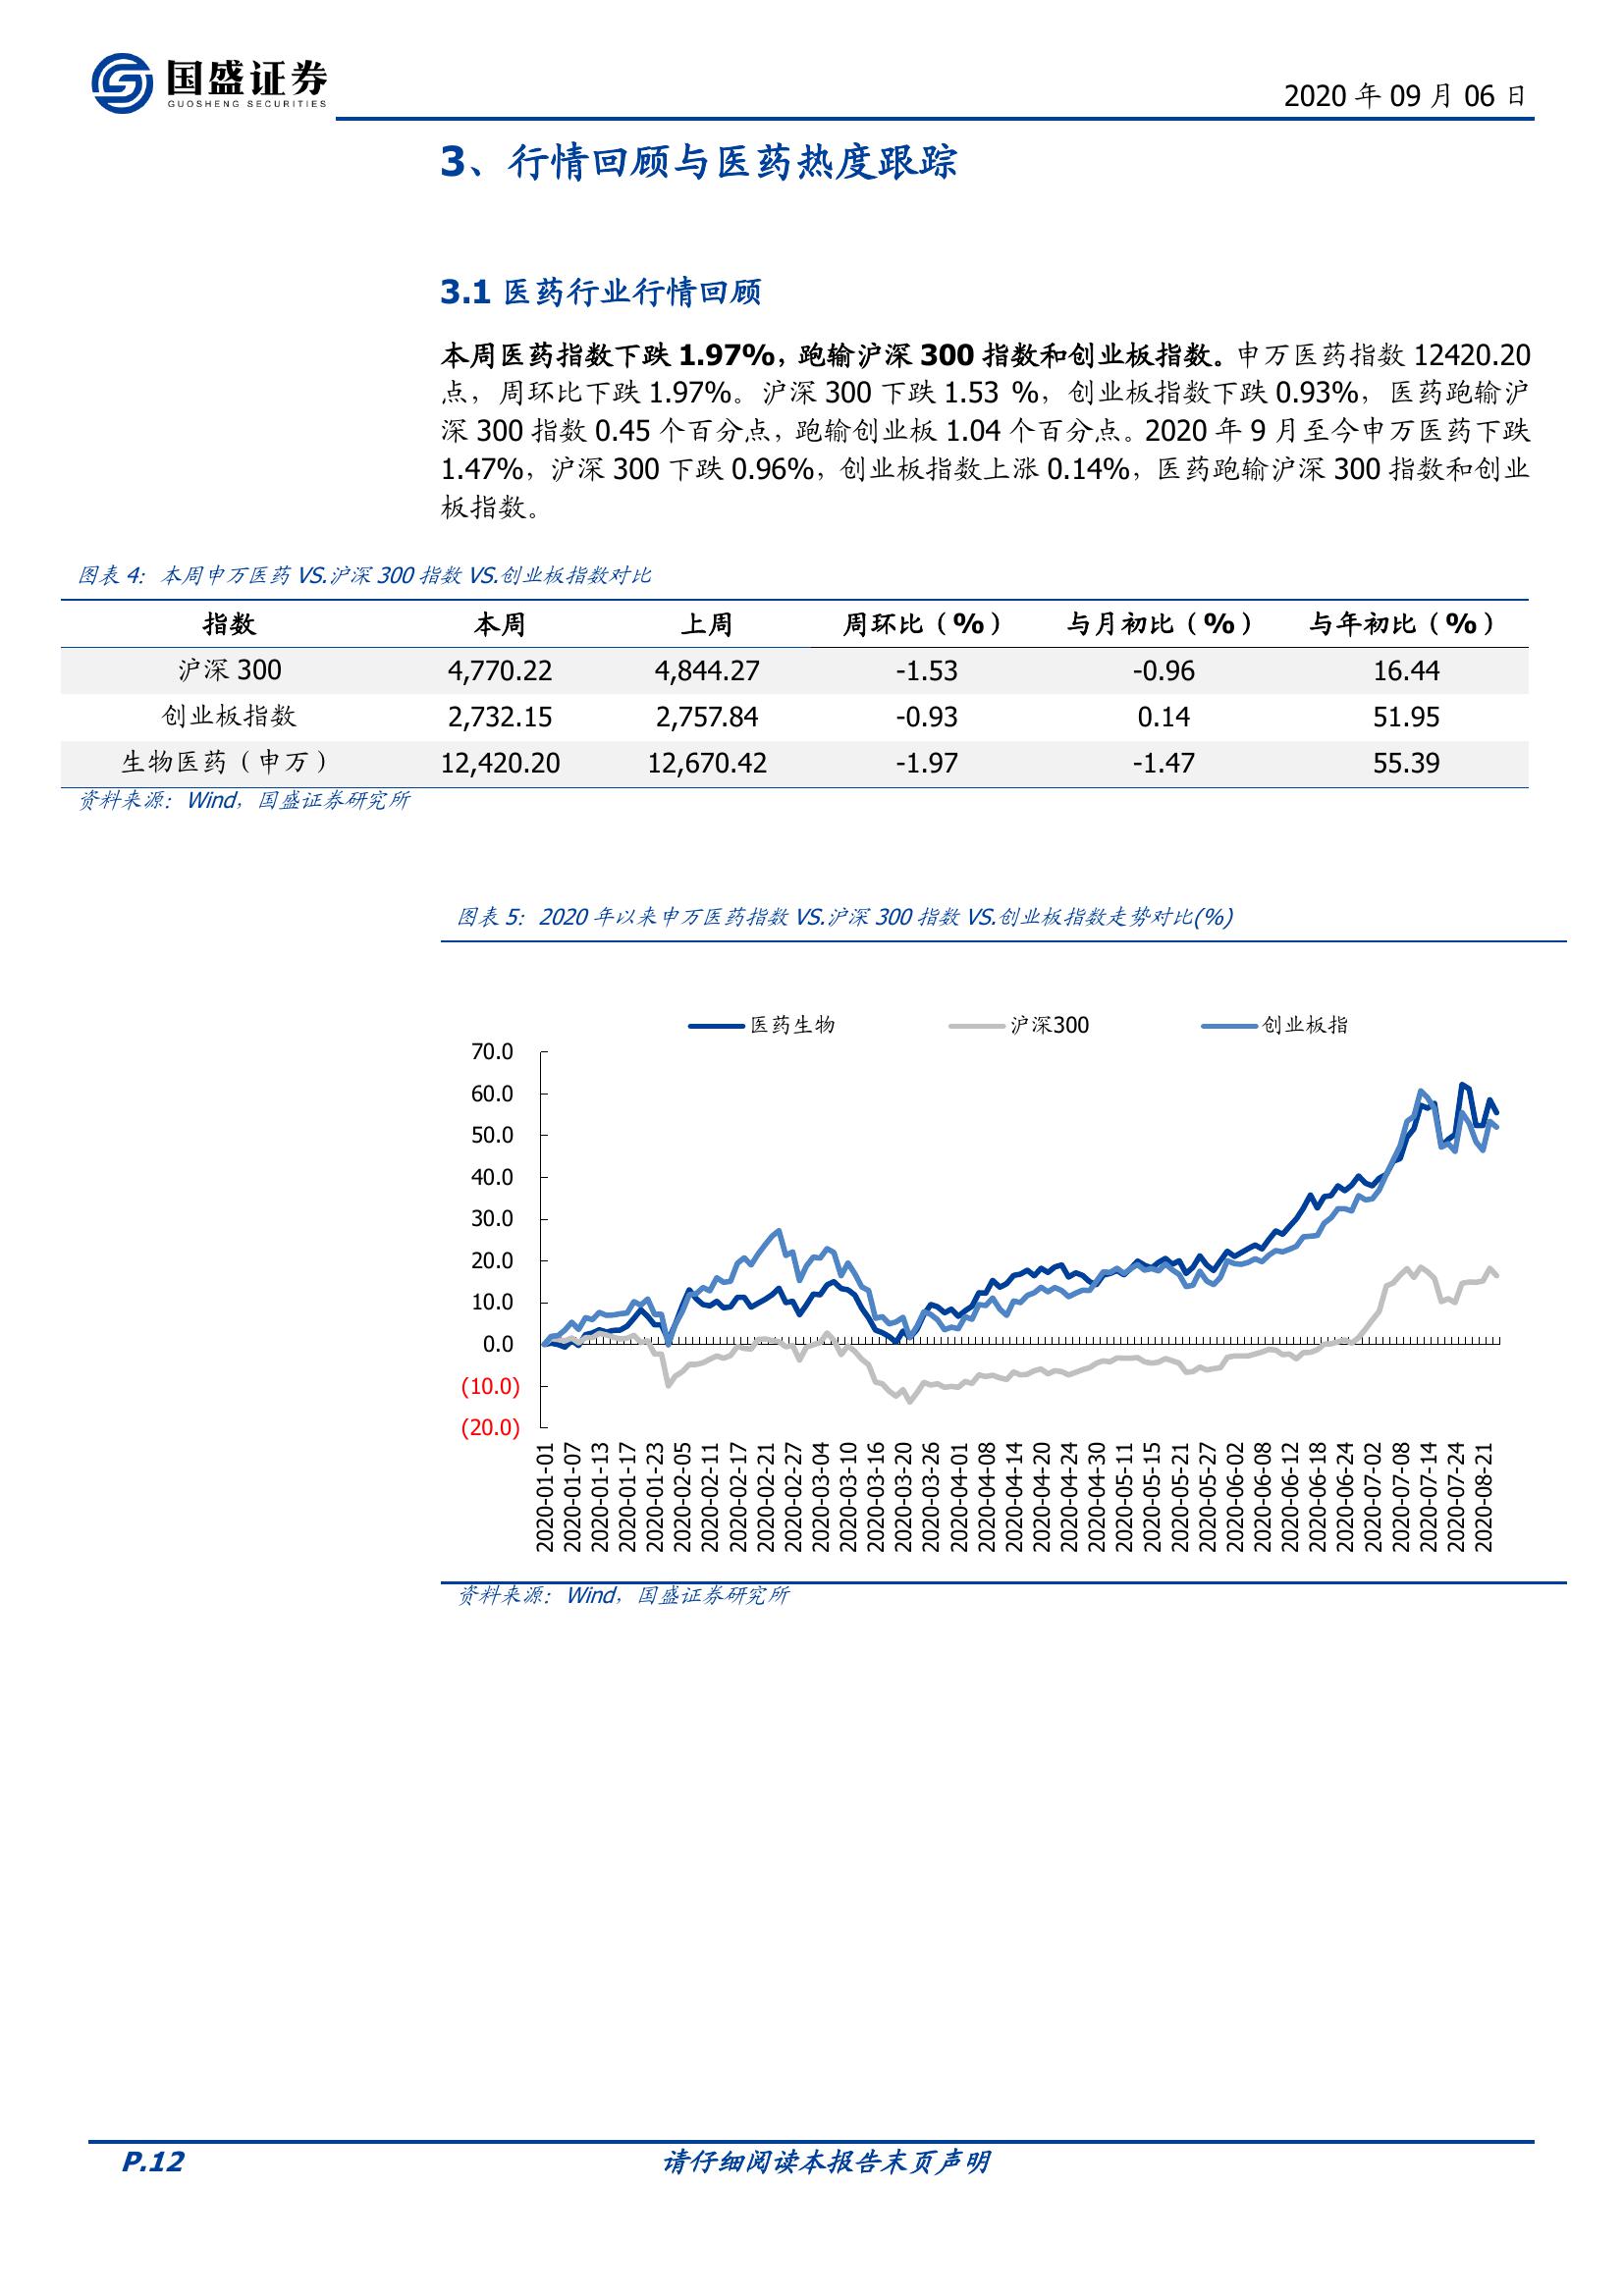 国盛证券
GUOSHENG SECURITIES
2020 年 09 月 06 日
3、行情回顾与医药热度跟踪
3.1 医药行业行情回顾
本周医药指数下跌 1.97%，跑输沪深 300 指数和创业板指数。申万医药指数 12420.20
点，周环比下跌 1.97%。沪深 300 下跌 1.53 %，创业板指数下跌 0.93%，医药跑输沪
深 300 指数 0.45 个百分点，跑输创业板 1.04 个百分点。2020 年 9 月至今申万医药下跌
1.47%，沪深 300 下跌 0.96%，创业板指数上涨 0.14%，医药跑输沪深 300 指数和创业
板指数。
图表 4：本周申万医药 VS.沪深 300 指数 VS.创业板指数对比
指数 本周 上周 周环比（%） 与月初比（%） 与年初比（%）
沪深 300 4,770.22 4,844.27 -1.53 -0.96 16.44
创业板指数 2,732.15 2,757.84 -0.93 0.14 51.95
生物医药（申万） 12,420.20 12,670.42 -1.97 -1.47 55.39
资料来源：Wind，国盛证券研究所
图表 5：2020 年以来申万医药指数 VS.沪深 300 指数 VS.创业板指数走势对比(%)
医药生物 沪深300 创业板指
70.0
60.0
50.0
40.0
30.0
20.0
10.0
0.0
(10.0)
(20.0)
2020-01-01
2020-01-07
2020-01-13
2020-01-17
2020-01-23
2020-02-05
2020-02-11
2020-02-17
2020-02-21
2020-02-27
2020-03-04
2020-03-10
2020-03-16
2020-03-20
2020-03-26
2020-04-01
2020-04-08
2020-04-14
2020-04-20
2020-04-24
2020-04-30
2020-05-11
2020-05-15
2020-05-21
2020-05-27
2020-06-02
2020-06-08
2020-06-12
2020-06-18
2020-06-24
2020-07-02
2020-07-08
2020-07-14
2020-07-24
2020-08-21
资料来源：Wind，国盛证券研究所
P.12 请仔细阅读本报告末页声明